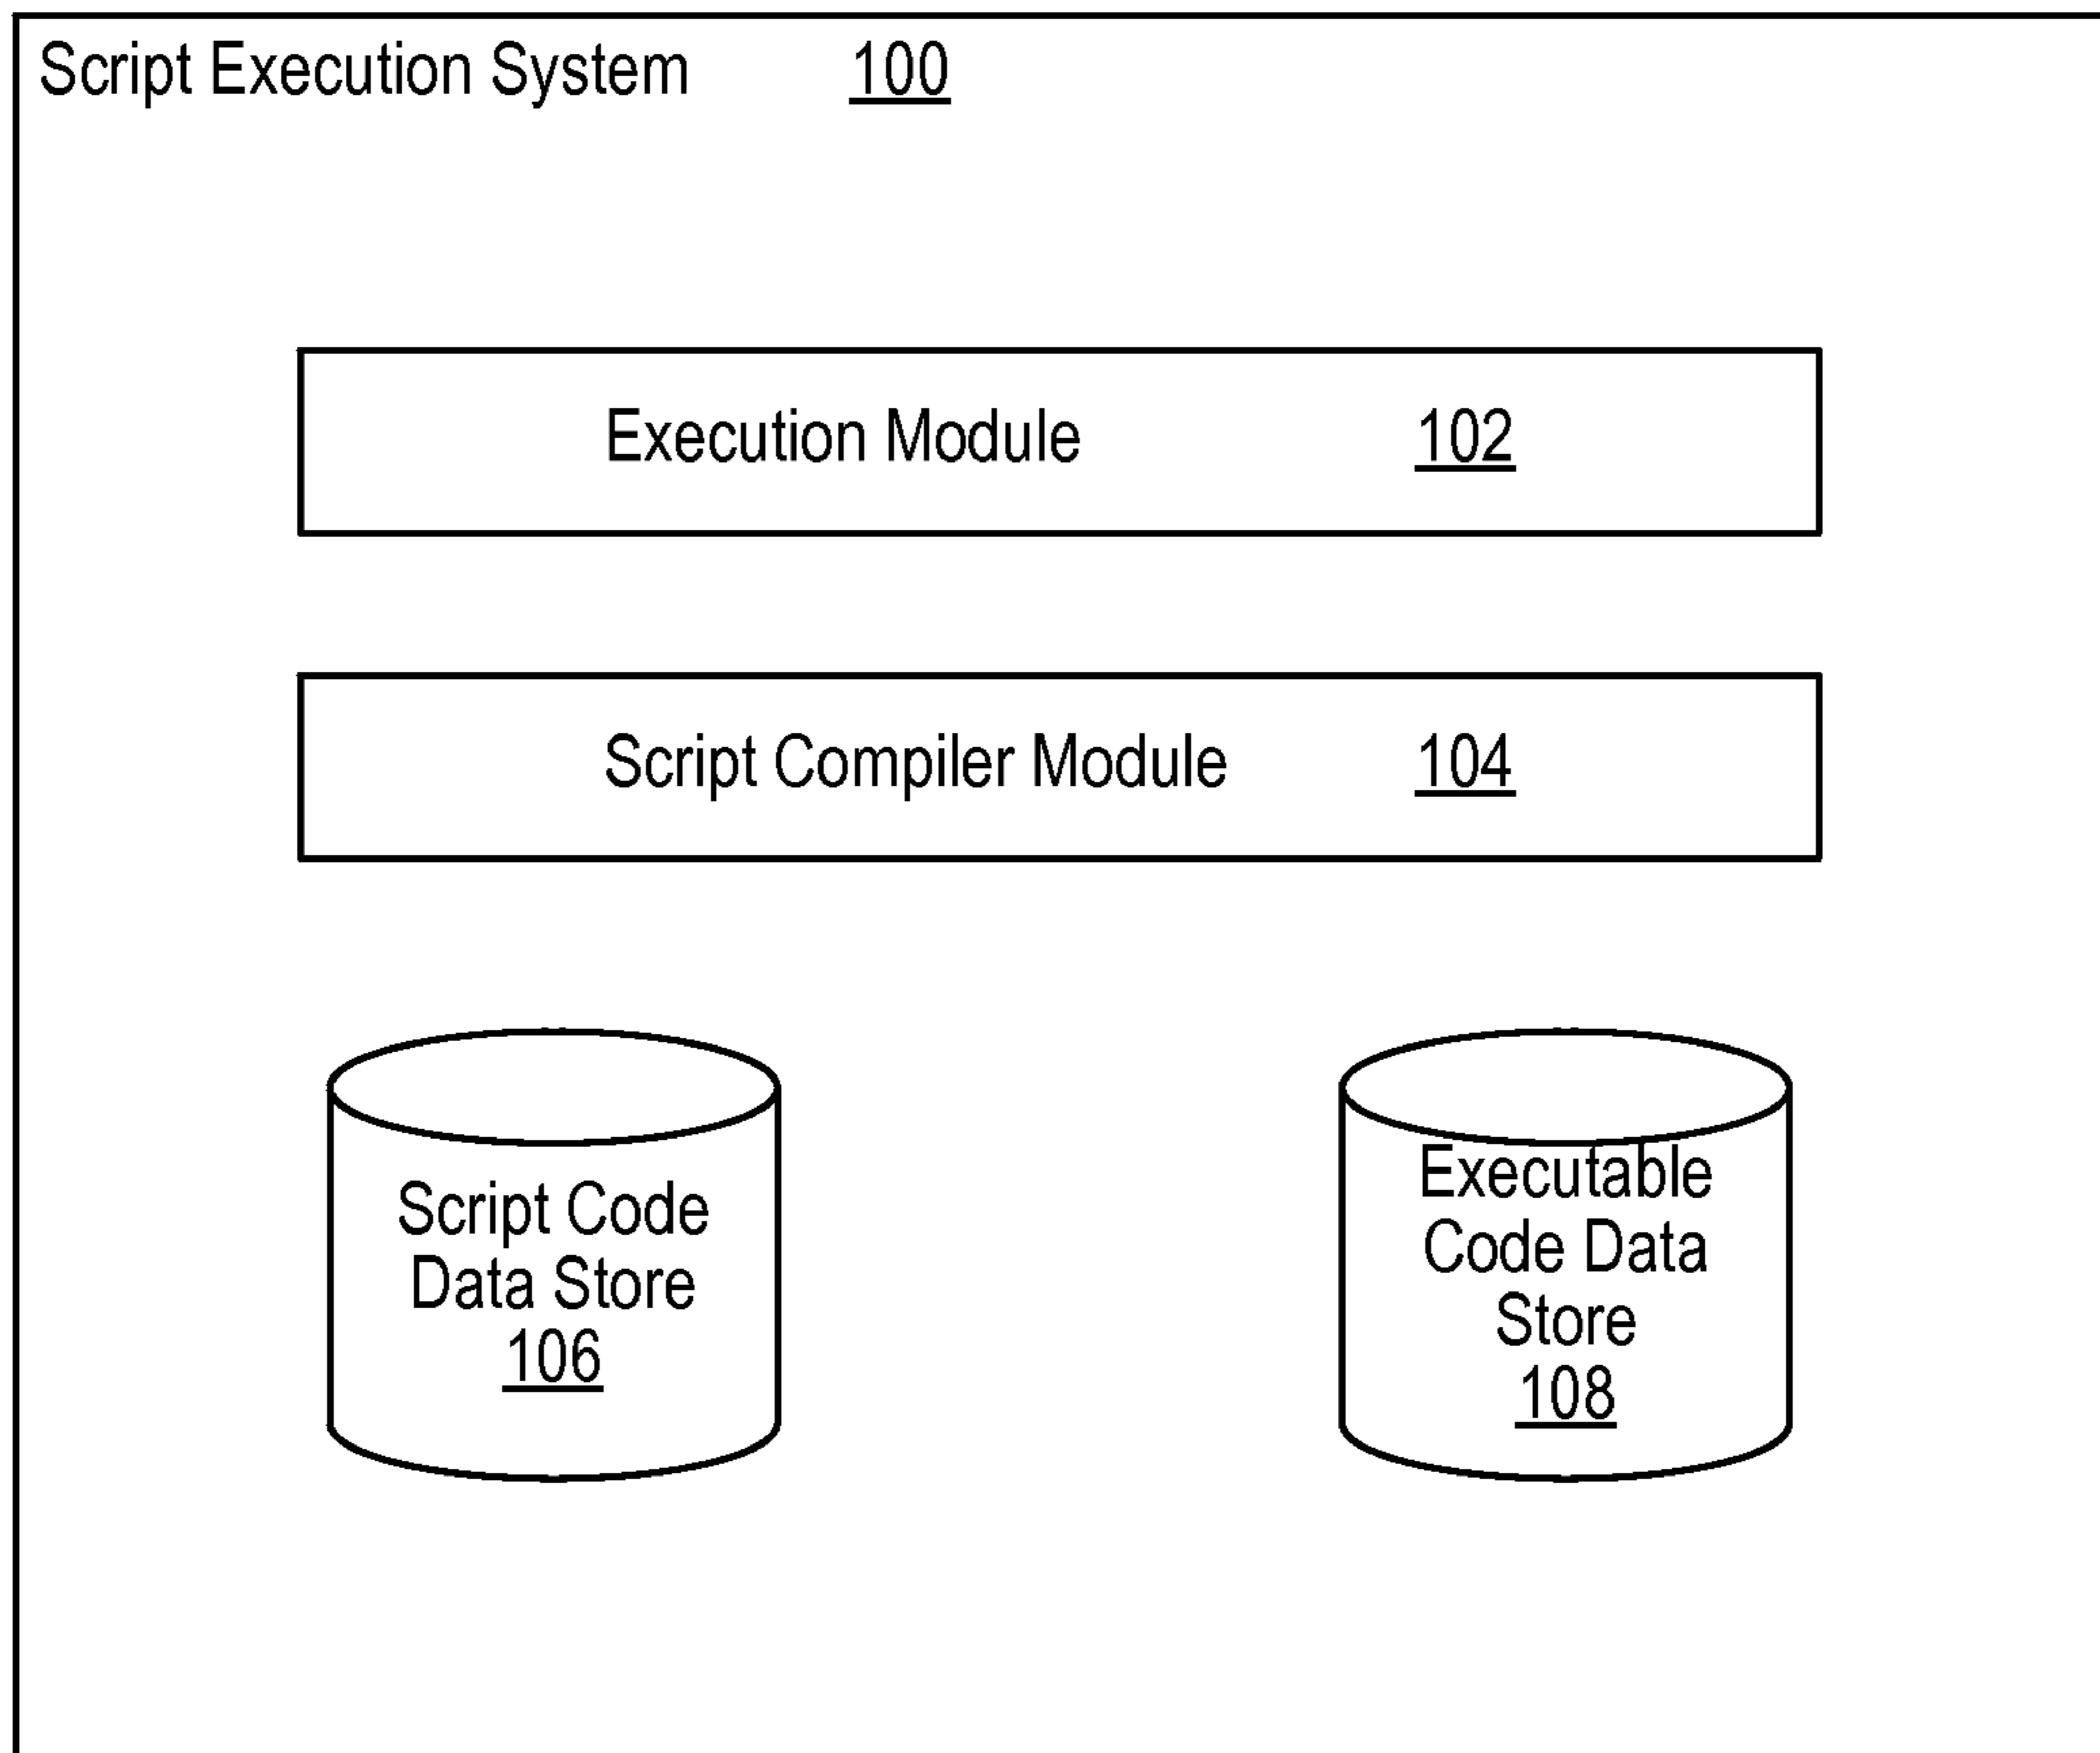 Script Execution System 100
Execution Module 102
Script Compiler Module 104
Script Code
Data Store
106
Executable
Code Data
Store
108